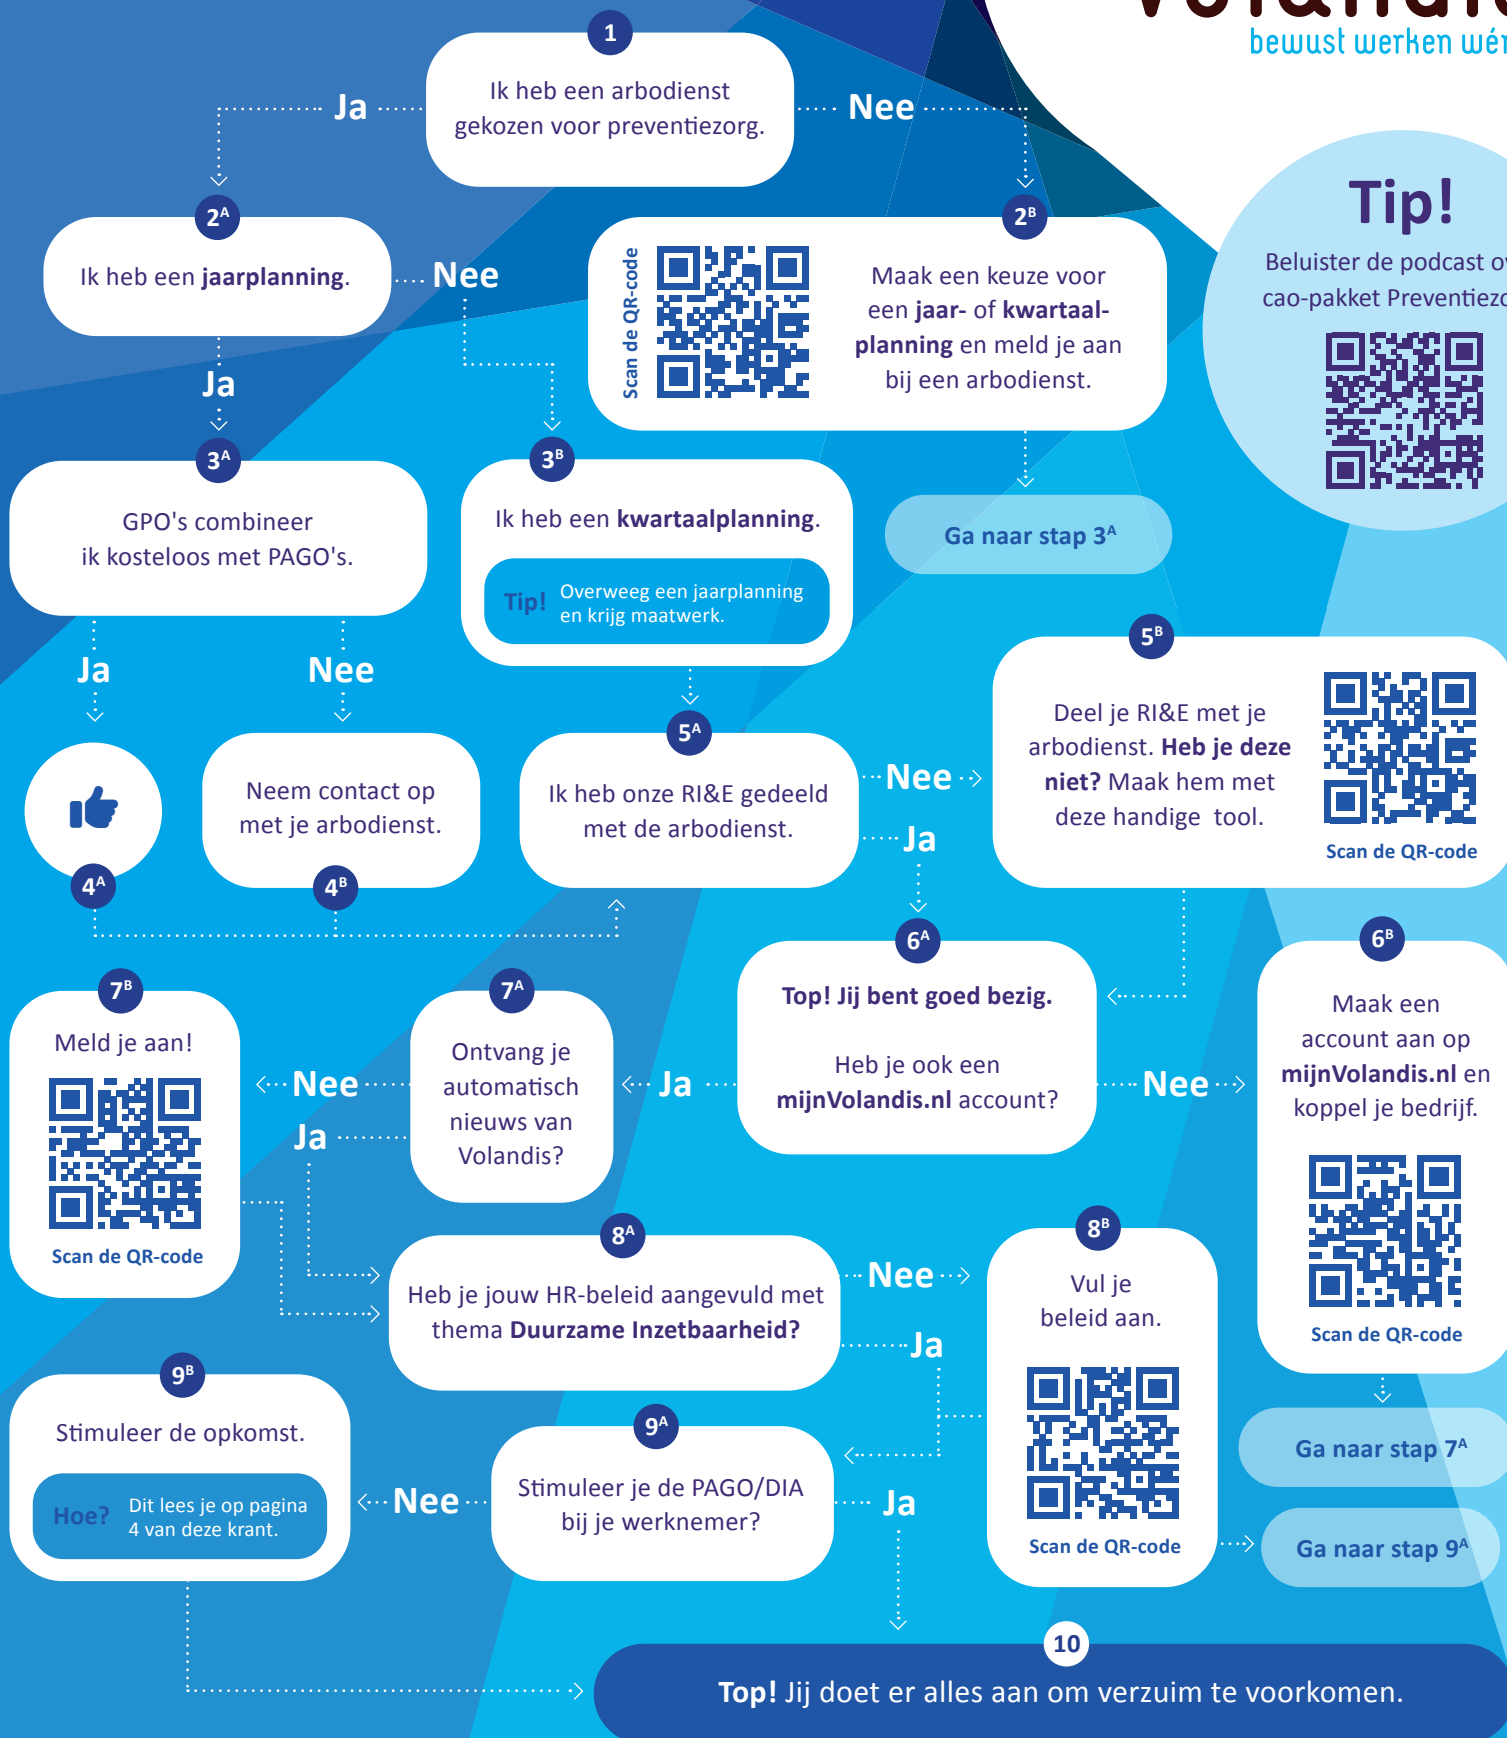 bewust werken
1
Ik heb een arbodienst
gekozen voor preventiezorg.
Ja
Nee
Tip!
Beluister de podcast
cao-pakket
2A
Ik heb een jaarplanning.
Nee
Ja
2B
Scan de QR-code
Maak een keuze voor
een jaar- of kwartaal-
planning en meld je aan
bij een arbodienst.
3A
GPO's combineer
ik kosteloos met PAGO's.
3B
Ik heb een kwartaalplanning.
Tip! Overweeg een jaarplanning
en krijg maatwerk.
Ga naar stap 3A
Ja
Nee
4A
Neem contact op
met je arbodienst.
4B
5A
Ik heb onze RI&E gedeeld
met de arbodienst.
Nee
Ja
5B
Deel je RI&E met je
arbodienst. Heb je deze
niet? Maak hem met
deze handige tool.
Scan de QR-code
6A
Top! Jij bent goed bezig.
Heb je ook een
mijnVolandis.nl account?
Ja
Nee
6B
Maak een
account aan op
mijnVolandis.nl en
koppel je bedrijf.
Scan de QR-code
Ga naar stap 7A
7A
Ontvang je
automatisch
nieuws van
Volandis?
Nee
Ja
7B
Meld je aan!
Scan de QR-code
8A
Heb je jouw HR-beleid aangevuld met
thema Duurzame Inzetbaarheid?
Nee
Ja
8B
Vul je
beleid aan.
Scan de QR-code
Ga naar stap 9A
9A
Stimuleer je de PAGO/DIA
bij je werknemer?
Nee
Ja
9B
Stimuleer de opkomst.
Hoe? Dit lees je op pagina
4 van deze krant.
10
Top! Jij doet er alles aan om verzuim te voorkomen.